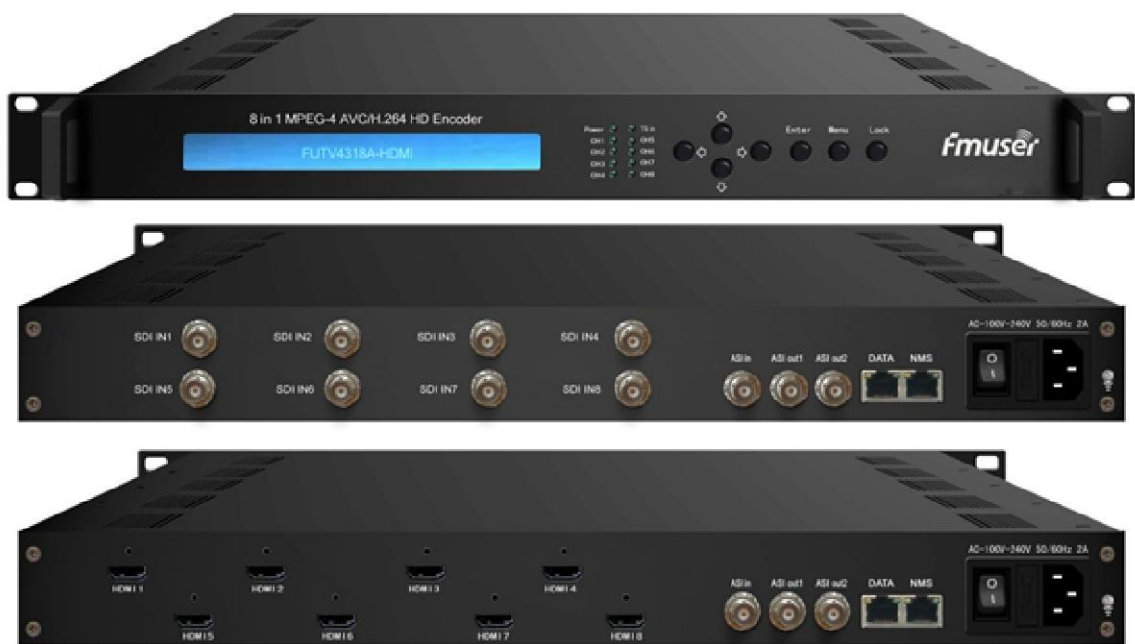 8 in 1 MPEG-4 AVC/H.264 HD Encoder
FUTV4318A-HDMI
Power TS in
CH1 CH5
CH2 CH6
CH3 CH7
CH4 CH8
Enter Menu Lock
Fmuser
SDI IN1 SDI IN2 SDI IN3 SDI IN4
SDI IN5 SDI IN6 SDI IN7 SDI IN8
ASI in ASI out1 ASI out2 DATA NMS
AC-100V-240V 50/60Hz 2A
HDMI 1 HDMI 2 HDMI 3 HDMI 4
HDMI 5 HDMI 6 HDMI 7 HDMI 8
ASI in ASI out1 ASI out2 DATA NMS
AC-100V-240V 50/60Hz 2A